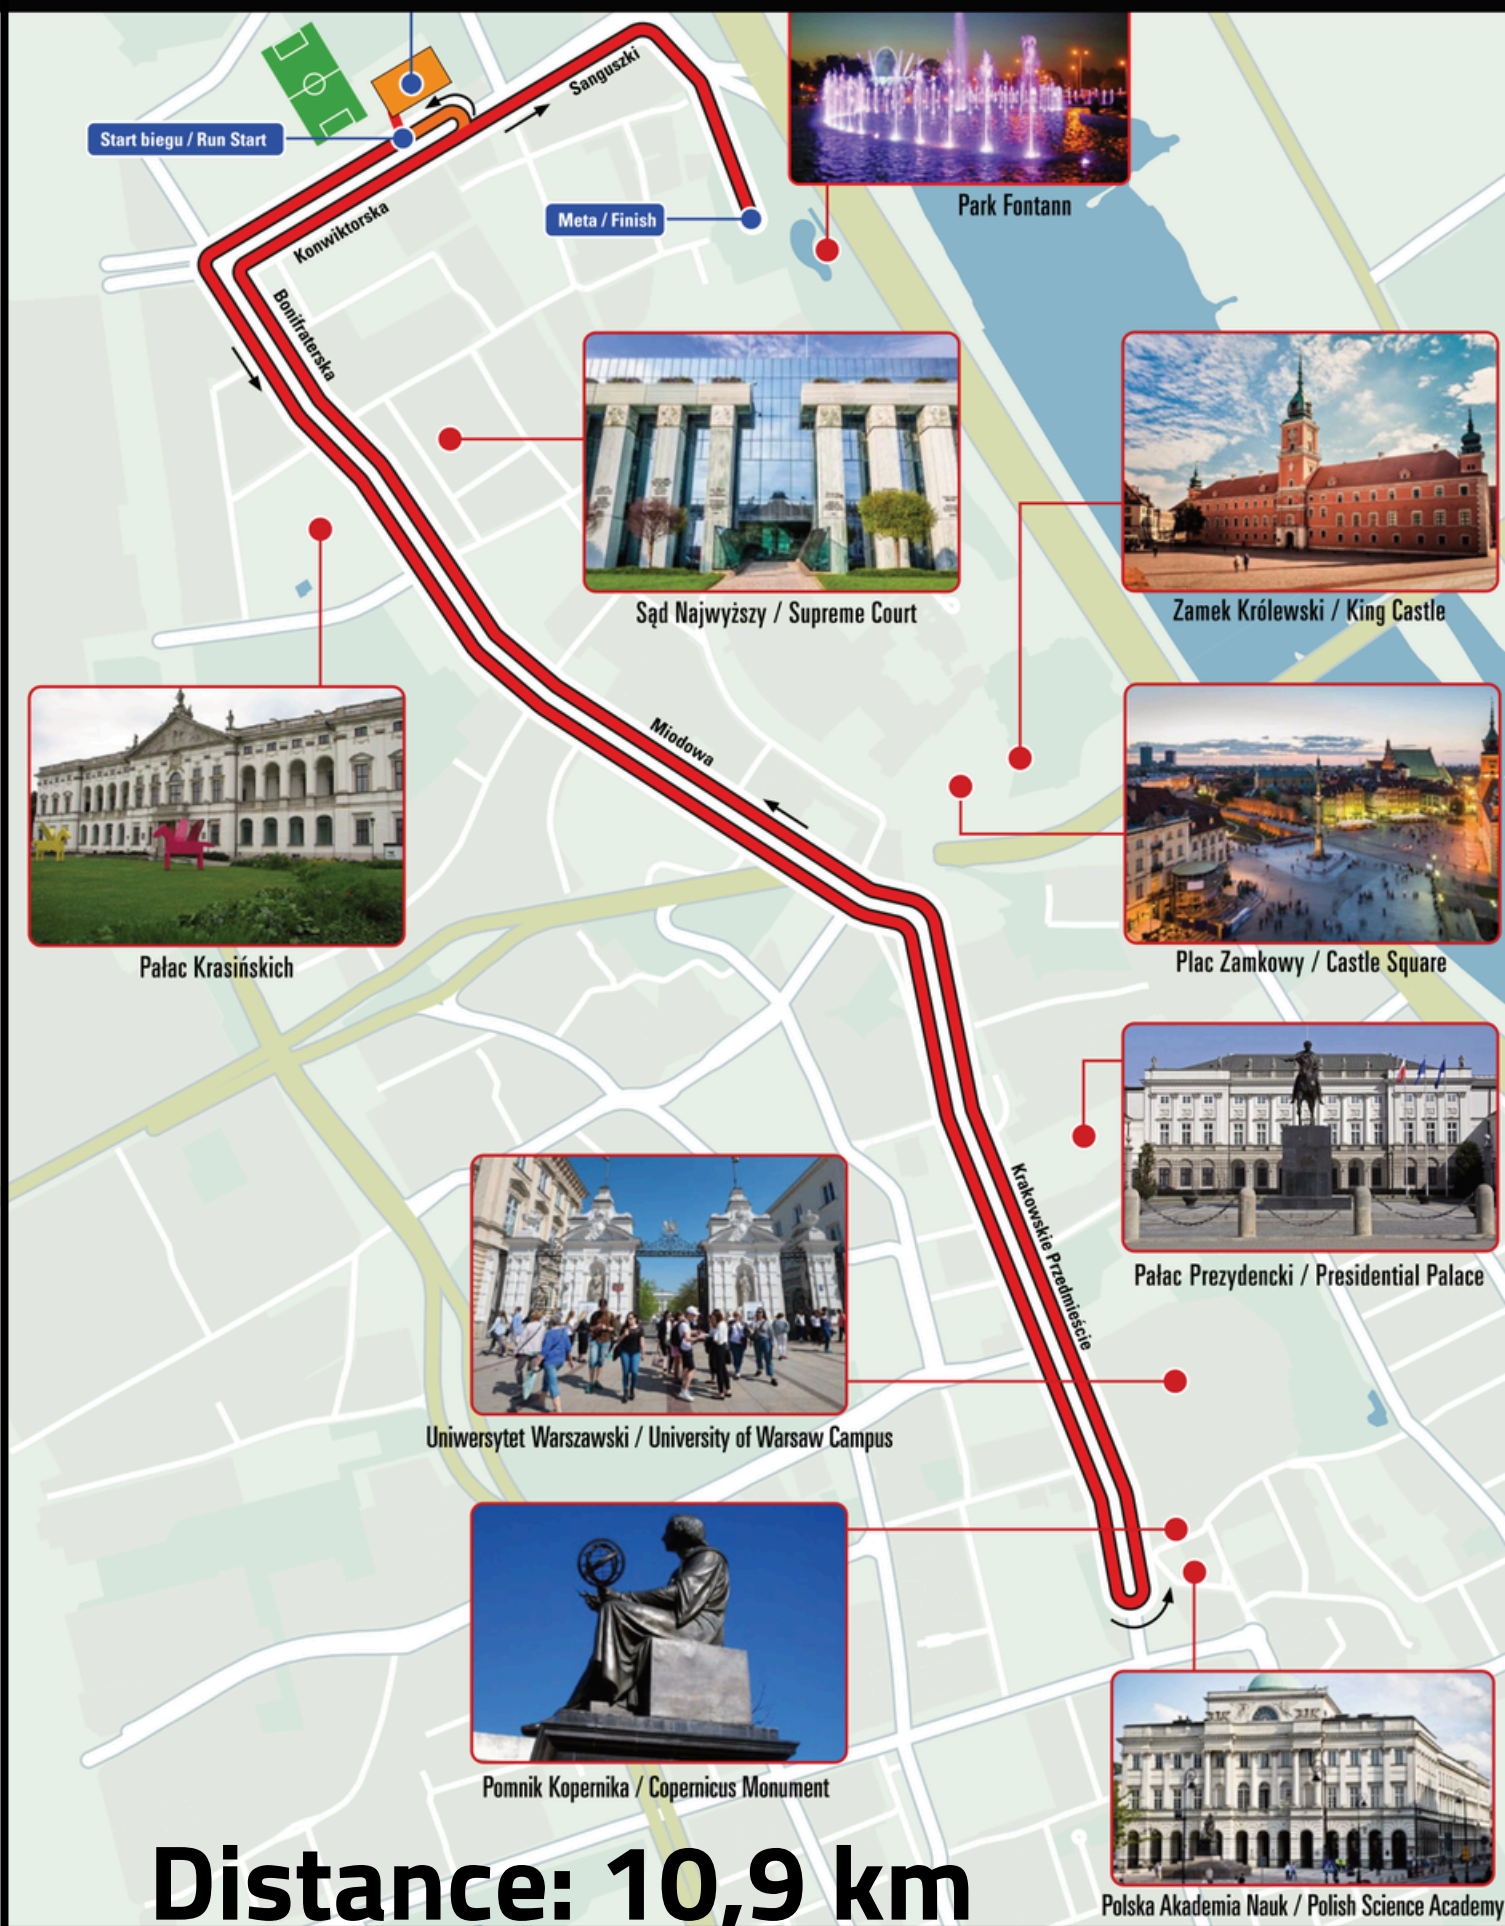 Sanguszki
Start biegu / Run Start
Meta / Finish
Park Fontann
Konwiktorska
Bonifraterska
Sąd Najwyższy / Supreme Court
Zamek Królewski / King Castle
Miodowa
Pałac Krasińskich
Plac Zamkowy / Castle Square
Krakowskie Przedmieście
Pałac Prezydencki / Presidential Palace
Uniwersytet Warszawski / University of Warsaw Campus
Pomnik Kopernika / Copernicus Monument
Distance: 10,9 km
Polska Akademia Nauk / Polish Science Academy